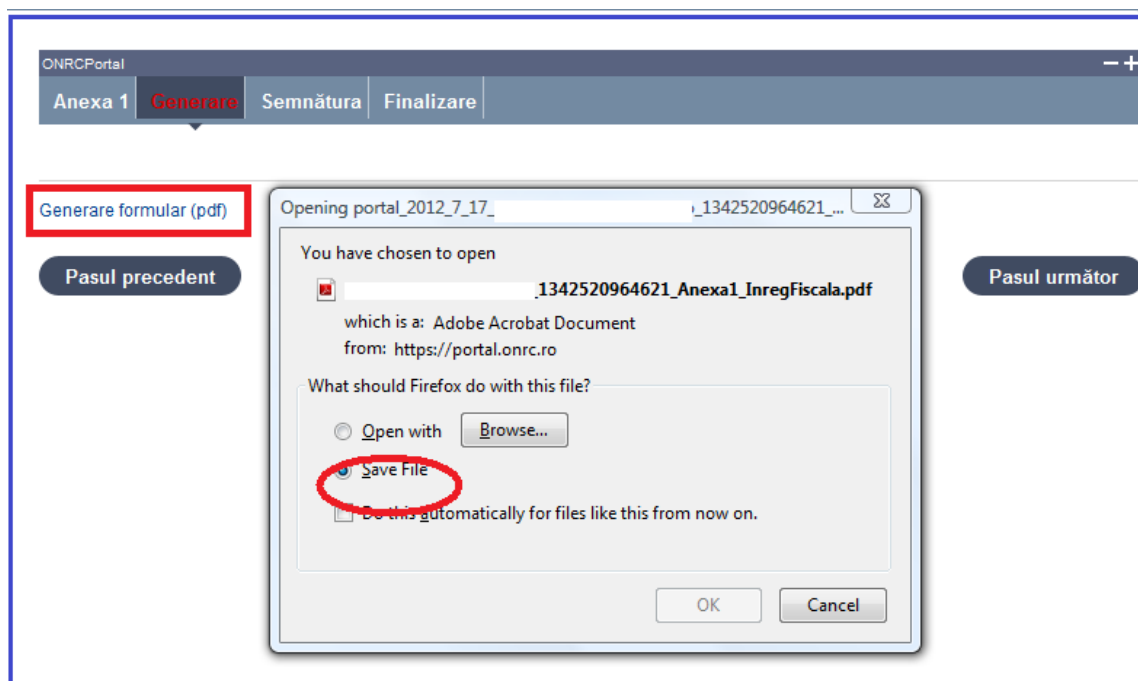 ONRCPortal
Anexa 1 Generare Semnătura Finalizare
Generare formular (pdf)
Opening portal_2012_7_17_ _1342520964621_...
You have chosen to open
_1342520964621_Anexa1_InregFiscala.pdf
which is a: Adobe Acrobat Document
from: https://portal.onrc.ro
Pasul precedent
Pasul următor
What should Firefox do with this file?
Open with Browse...
Save File
Do this automatically for files like this from now on.
OK Cancel